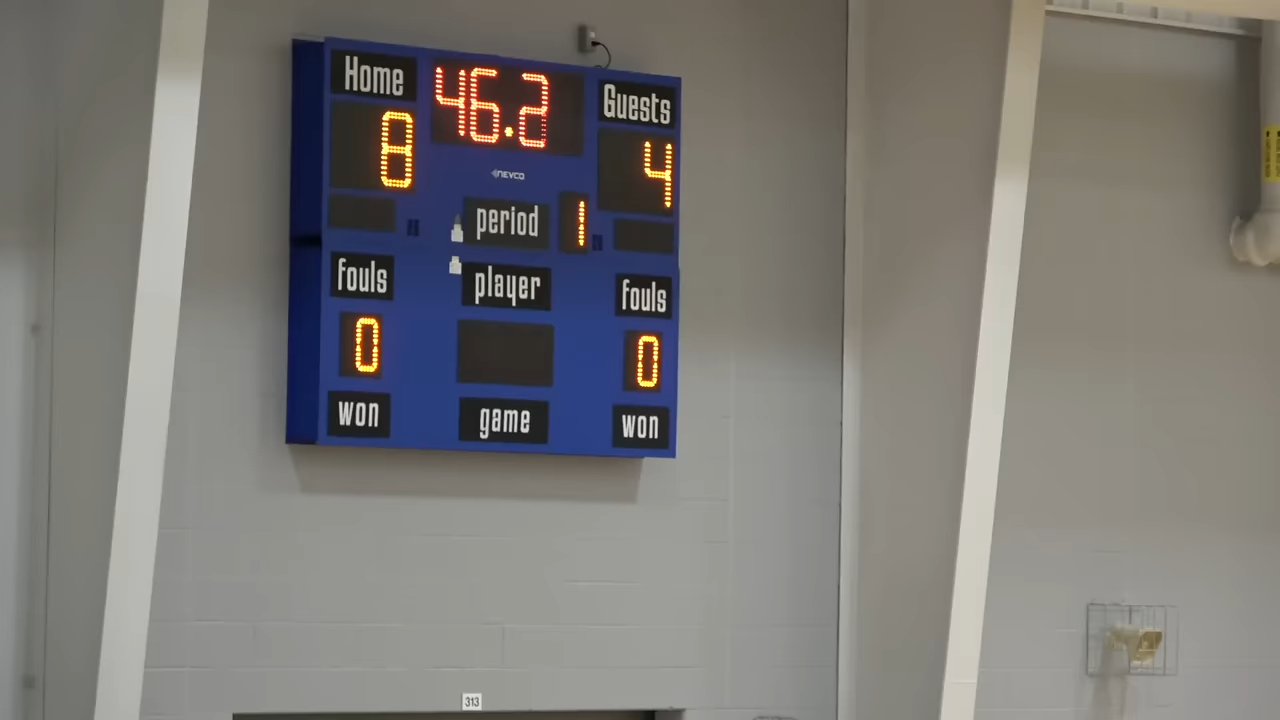 Home
46.2
Guests
8
4
NEVCO
period
1
fouls
player
fouls
0
0
won
game
won
313